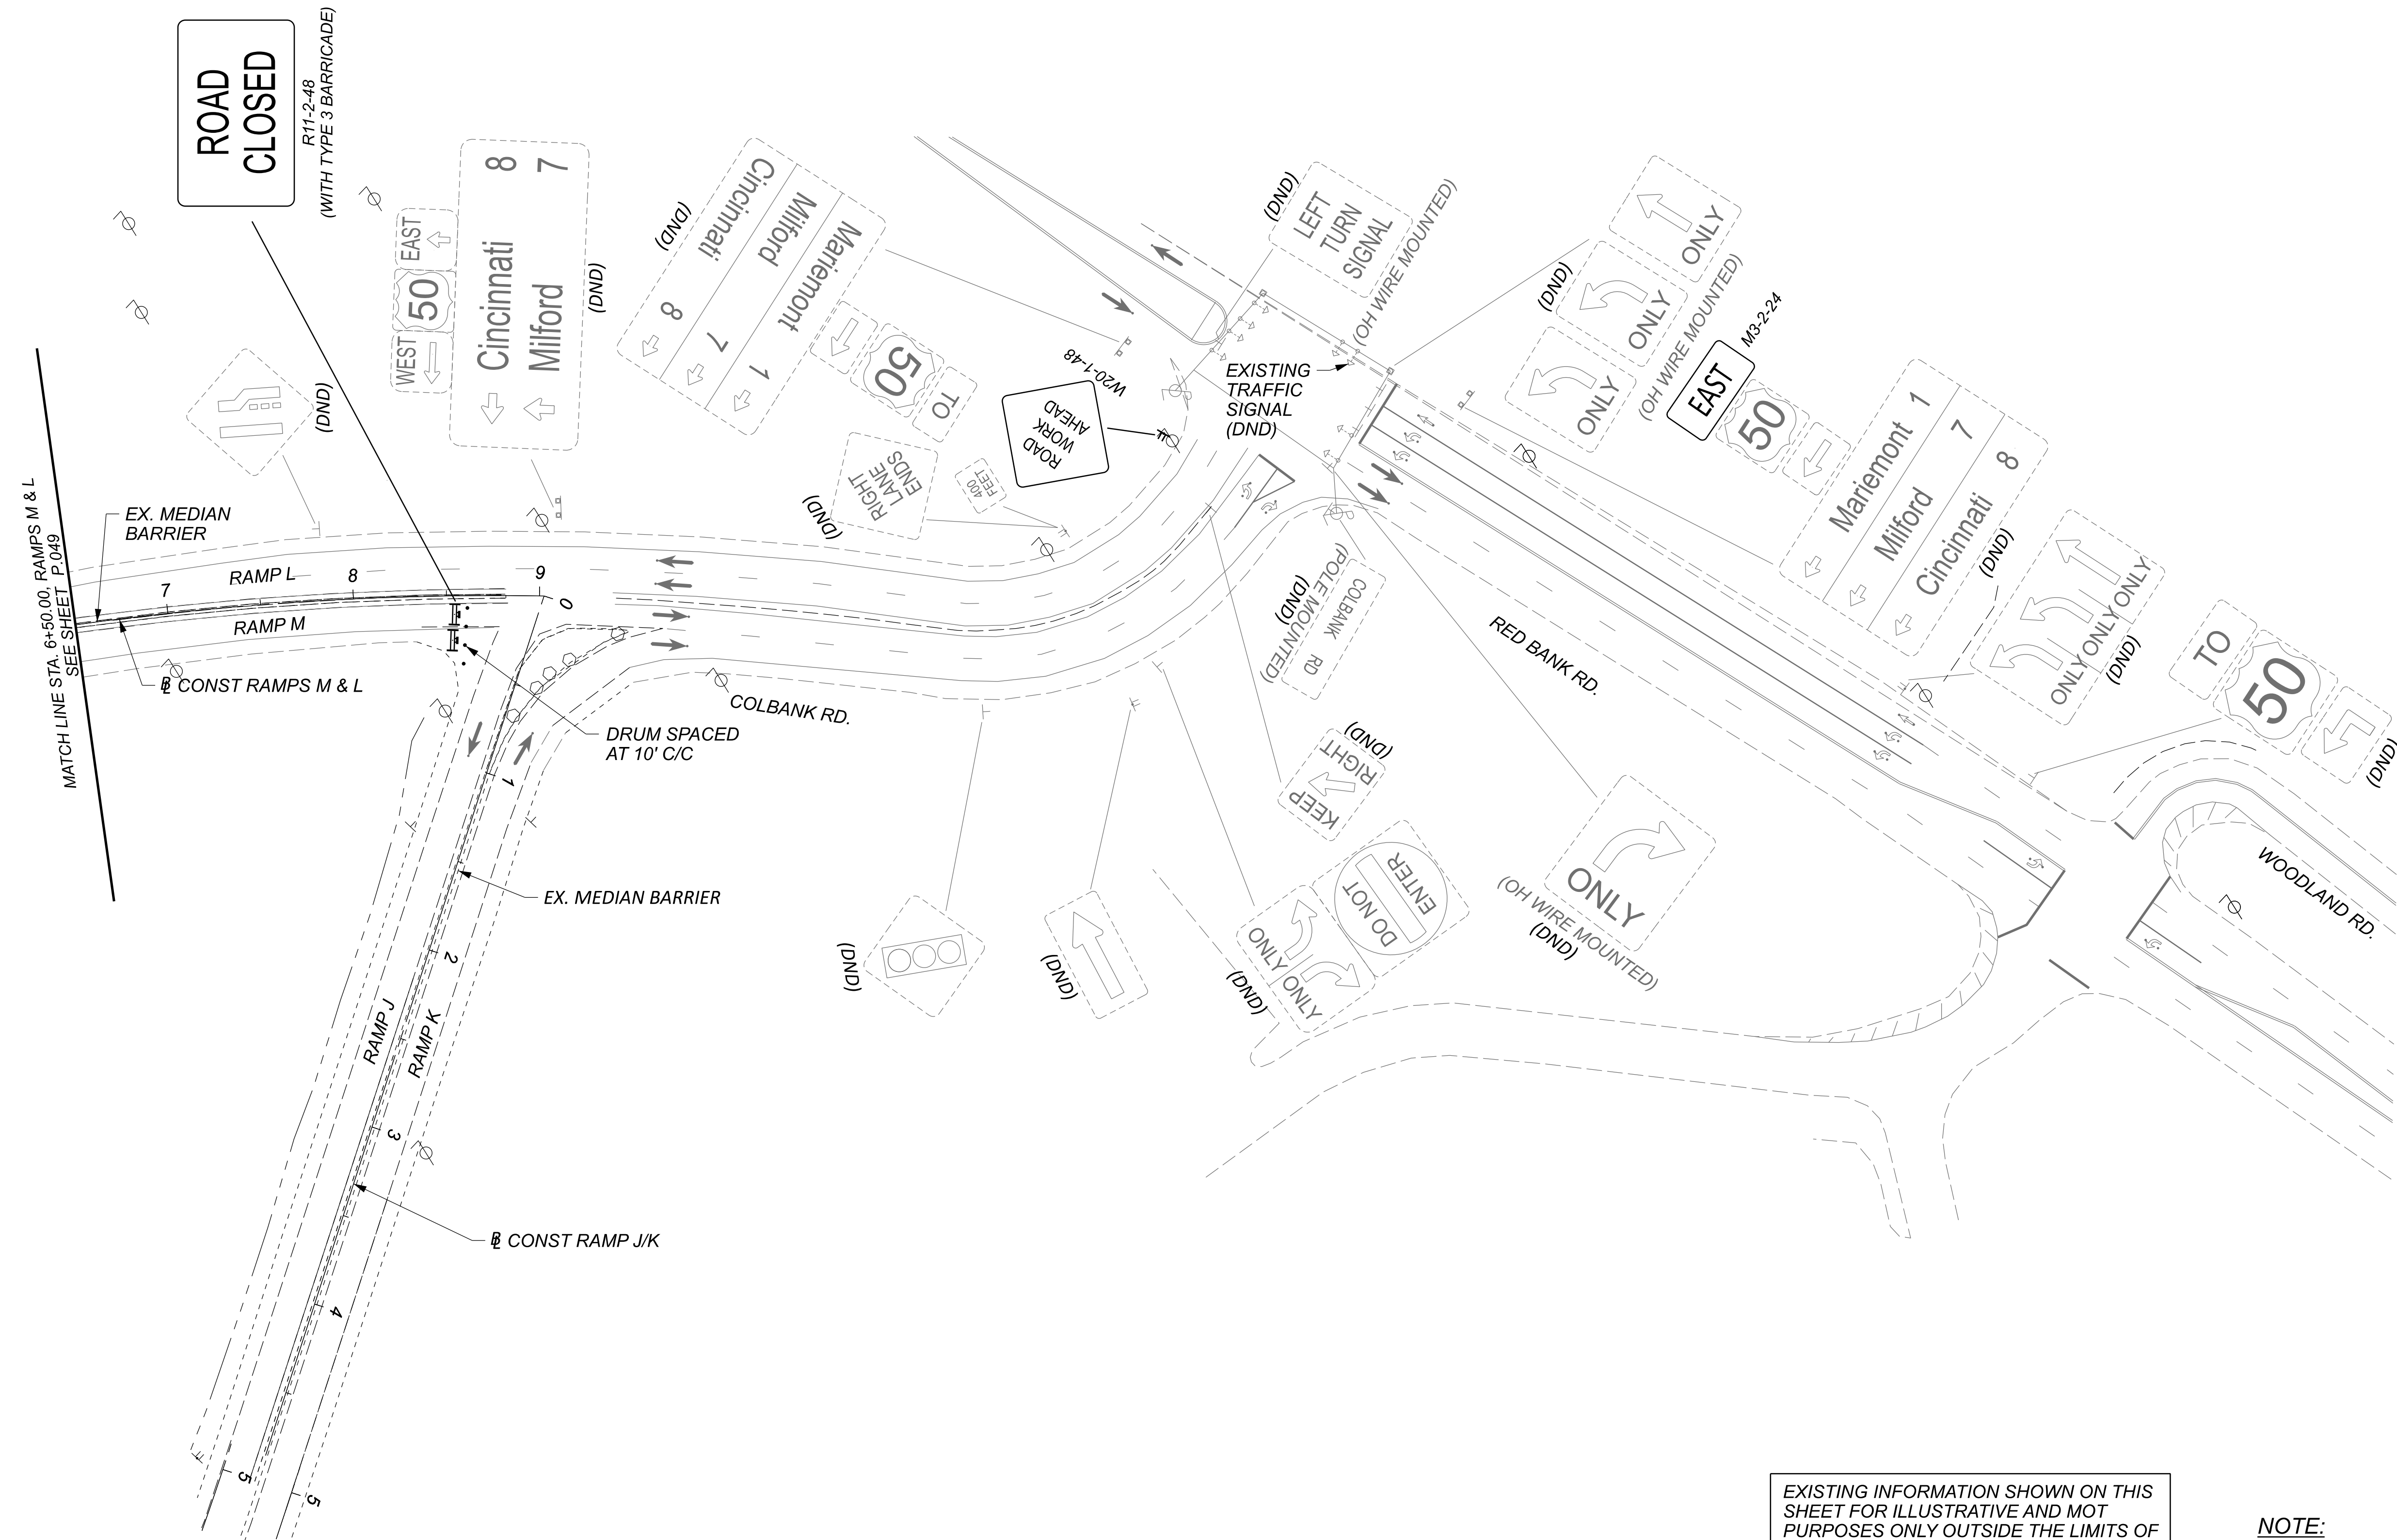 ROAD
CLOSED
R11-2-48
(WITH TYPE 3 BARRICADE)
(DND)
WEST
50
EAST
Cincinnati 8
Milford 7
(DND)
(DND)
Cincinnati 8
Milford 7
Mariemont 1
50
TO
RIGHT
LANE
ENDS
(DND)
400
FEET
W20-1-48
ROAD
WORK
AHEAD
(DND)
LEFT
TURN
SIGNAL
(OH WIRE MOUNTED)
EXISTING
TRAFFIC
SIGNAL
(DND)
(DND)
ONLY
ONLY
ONLY
(OH WIRE MOUNTED)
EAST
M3-2-24
50
Mariemont 1
Milford 7
Cincinnati 8
(DND)
ONLY ONLY ONLY
(DND)
TO
50
(DND)
MATCH LINE STA. 6+50.00, RAMPS M & L
SEE SHEET P.049
EX. MEDIAN
BARRIER
RAMP L
7
8
9
0
RAMP M
℄ CONST RAMPS M & L
DRUM SPACED
AT 10' C/C
COLBANK RD.
(DND)
(POLE MOUNTED)
COLBANK RD
RED BANK RD.
WOODLAND RD.
KEEP
RIGHT
(DND)
ONLY
(OH WIRE MOUNTED)
(DND)
DO NOT
ENTER
ONLY ONLY
(DND)
(DND)
(DND)
1
EX. MEDIAN BARRIER
2
RAMP J
RAMP K
3
℄ CONST RAMP J/K
4
5
5
EXISTING INFORMATION SHOWN ON THIS
SHEET FOR ILLUSTRATIVE AND MOT
PURPOSES ONLY OUTSIDE THE LIMITS OF
NOTE: